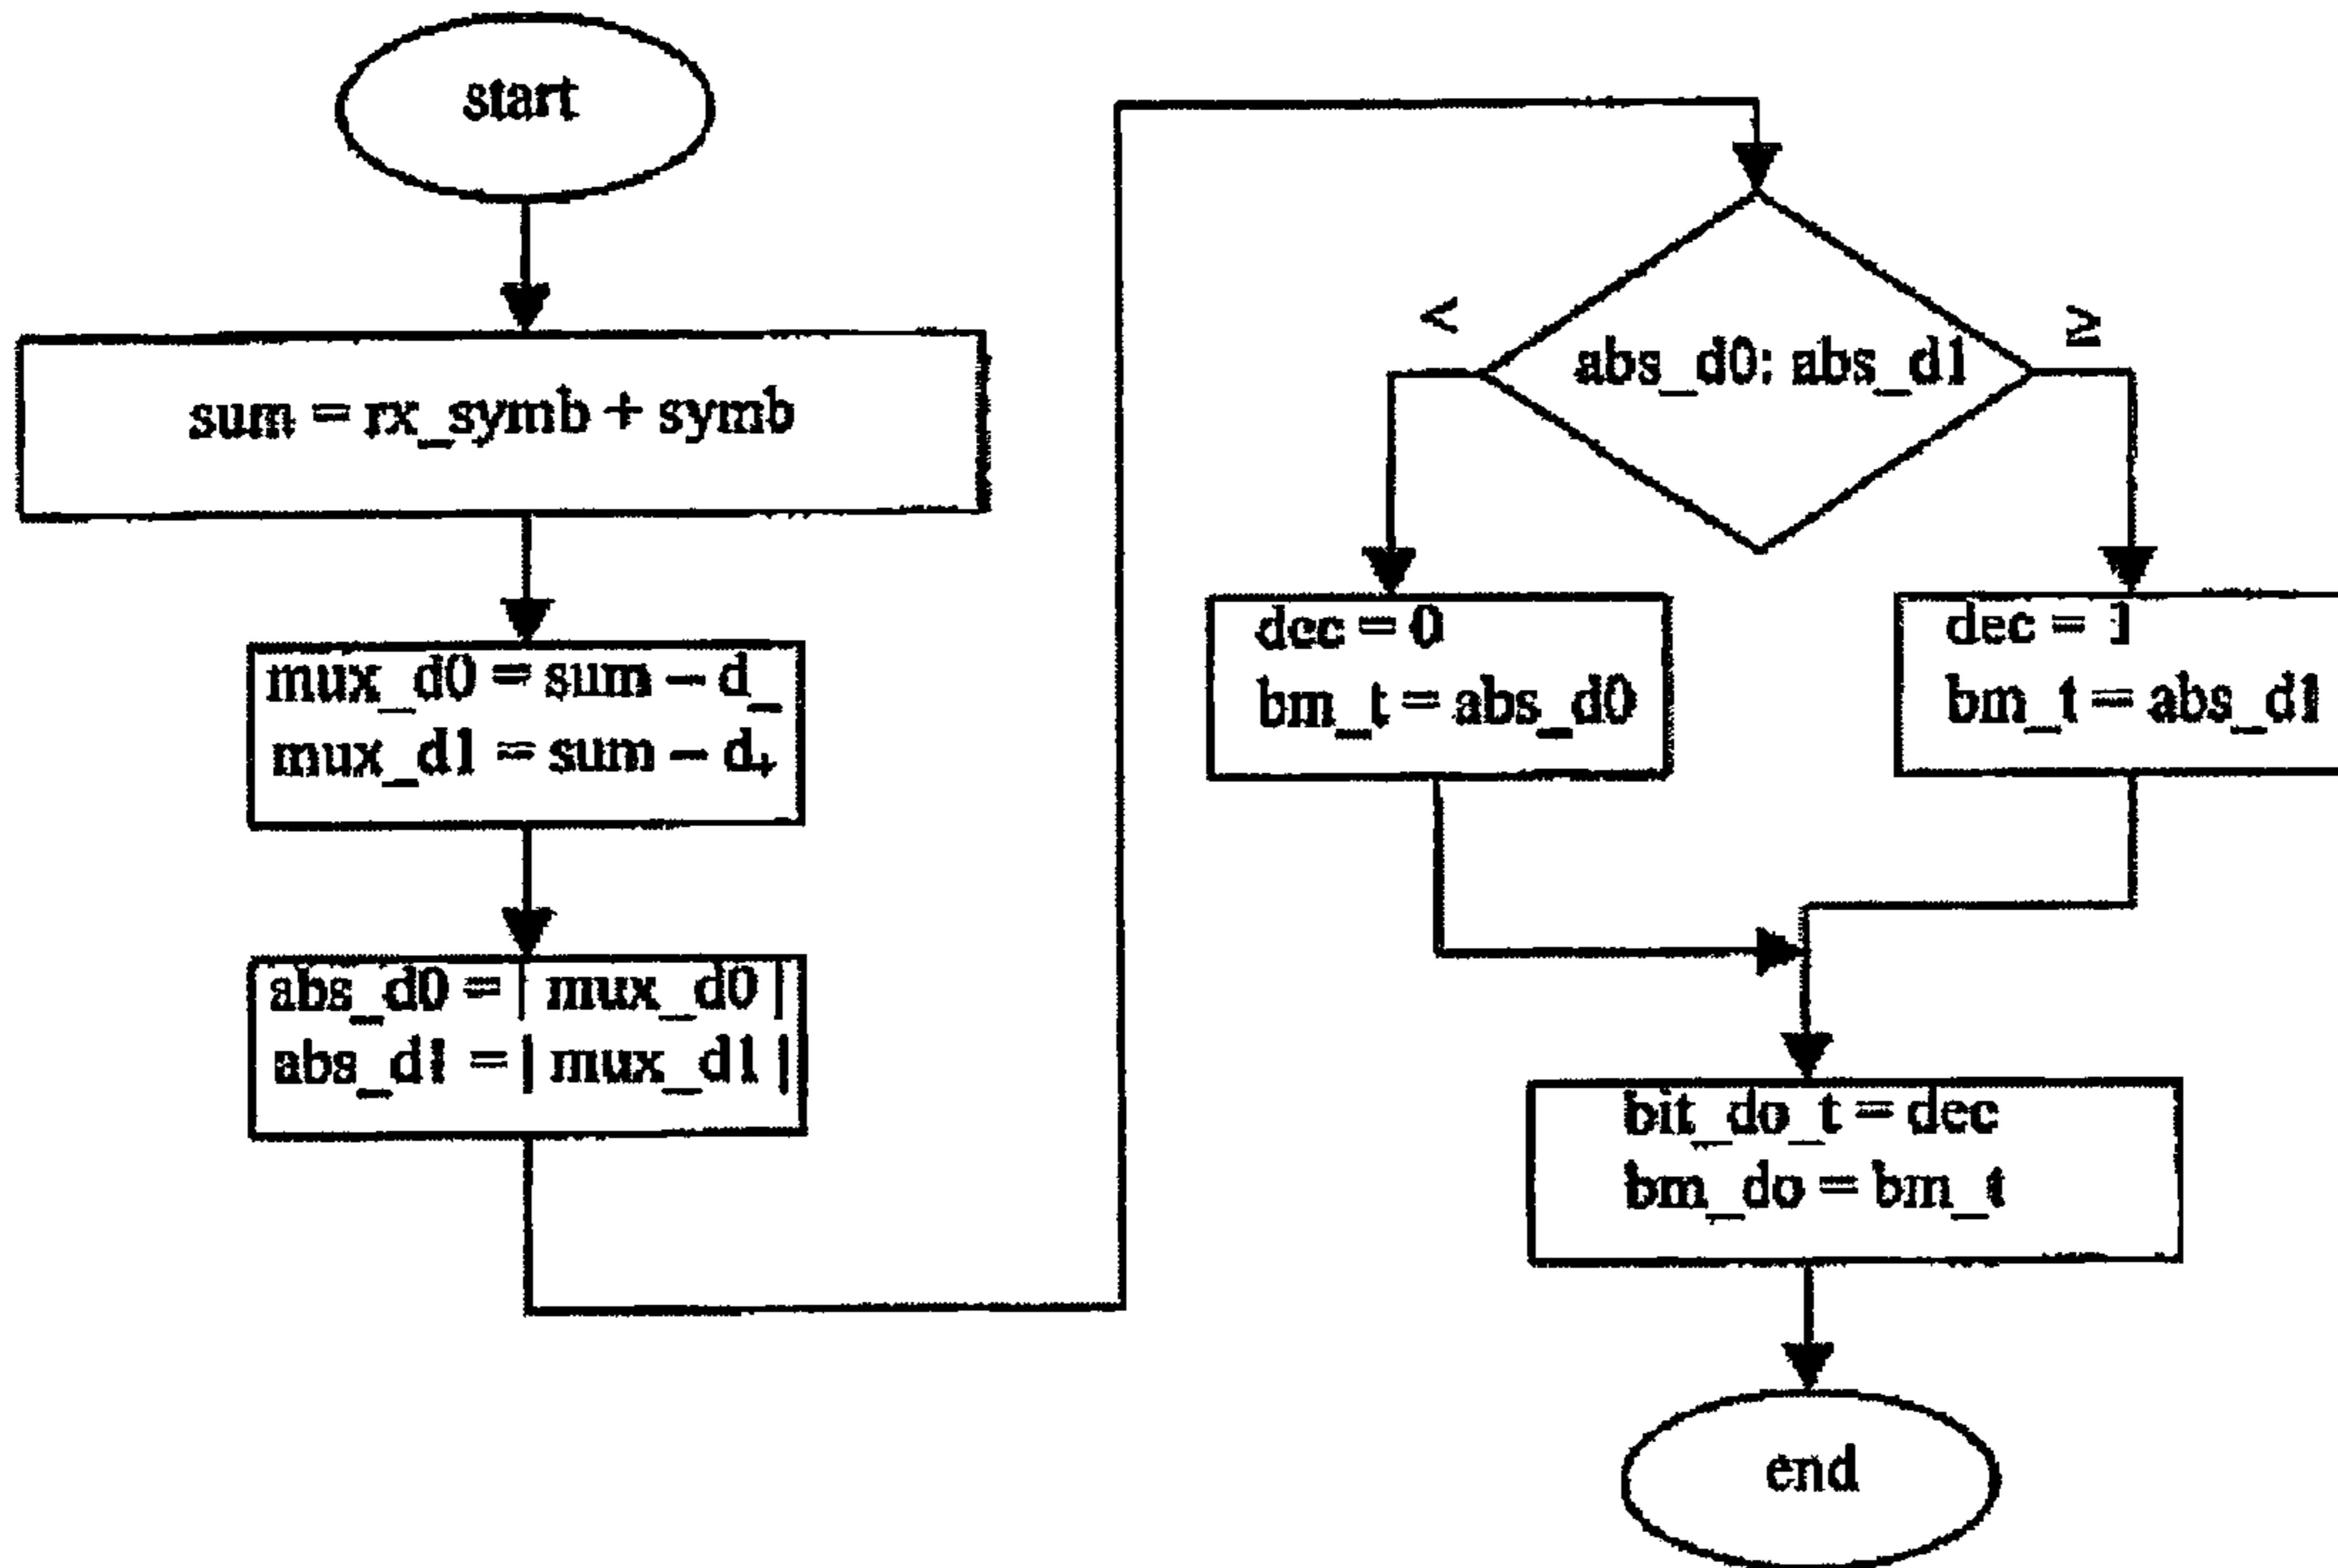 start
sum = rx_symb + symb
mux_d0 = sum – d_
mux_d1 = sum – d₊
abs_d0 = | mux_d0 |
abs_d1 = | mux_d1 |
<
abs_d0: abs_d1
≥
dec = 0
bm_t = abs_d0
dec = 1
bm_t = abs_d1
bit_do_t = dec
bm_do = bm_t
end